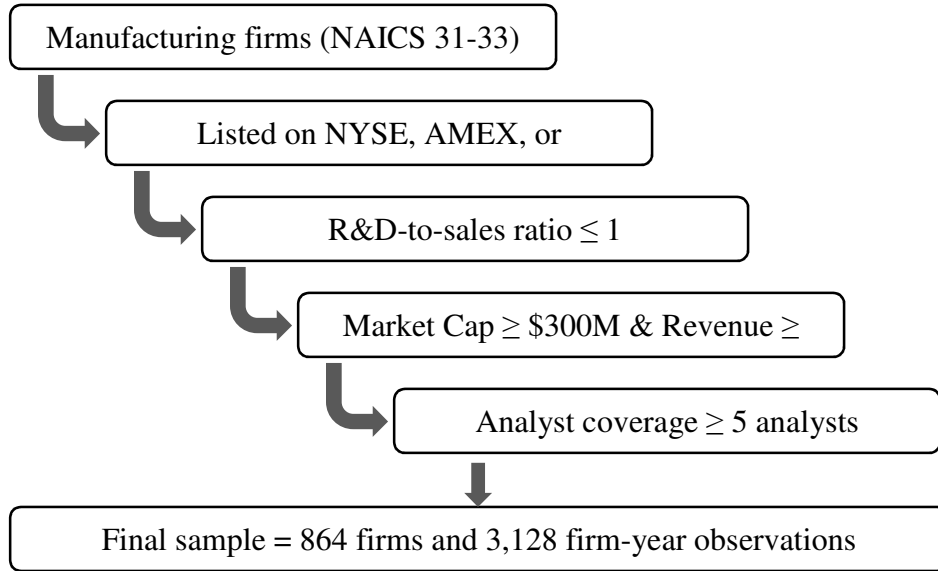 Manufacturing firms (NAICS 31-33)
Listed on NYSE, AMEX, or
R&D-to-sales ratio ≤ 1
Market Cap ≥ $300M & Revenue ≥
Analyst coverage ≥ 5 analysts
Final sample = 864 firms and 3,128 firm-year observations